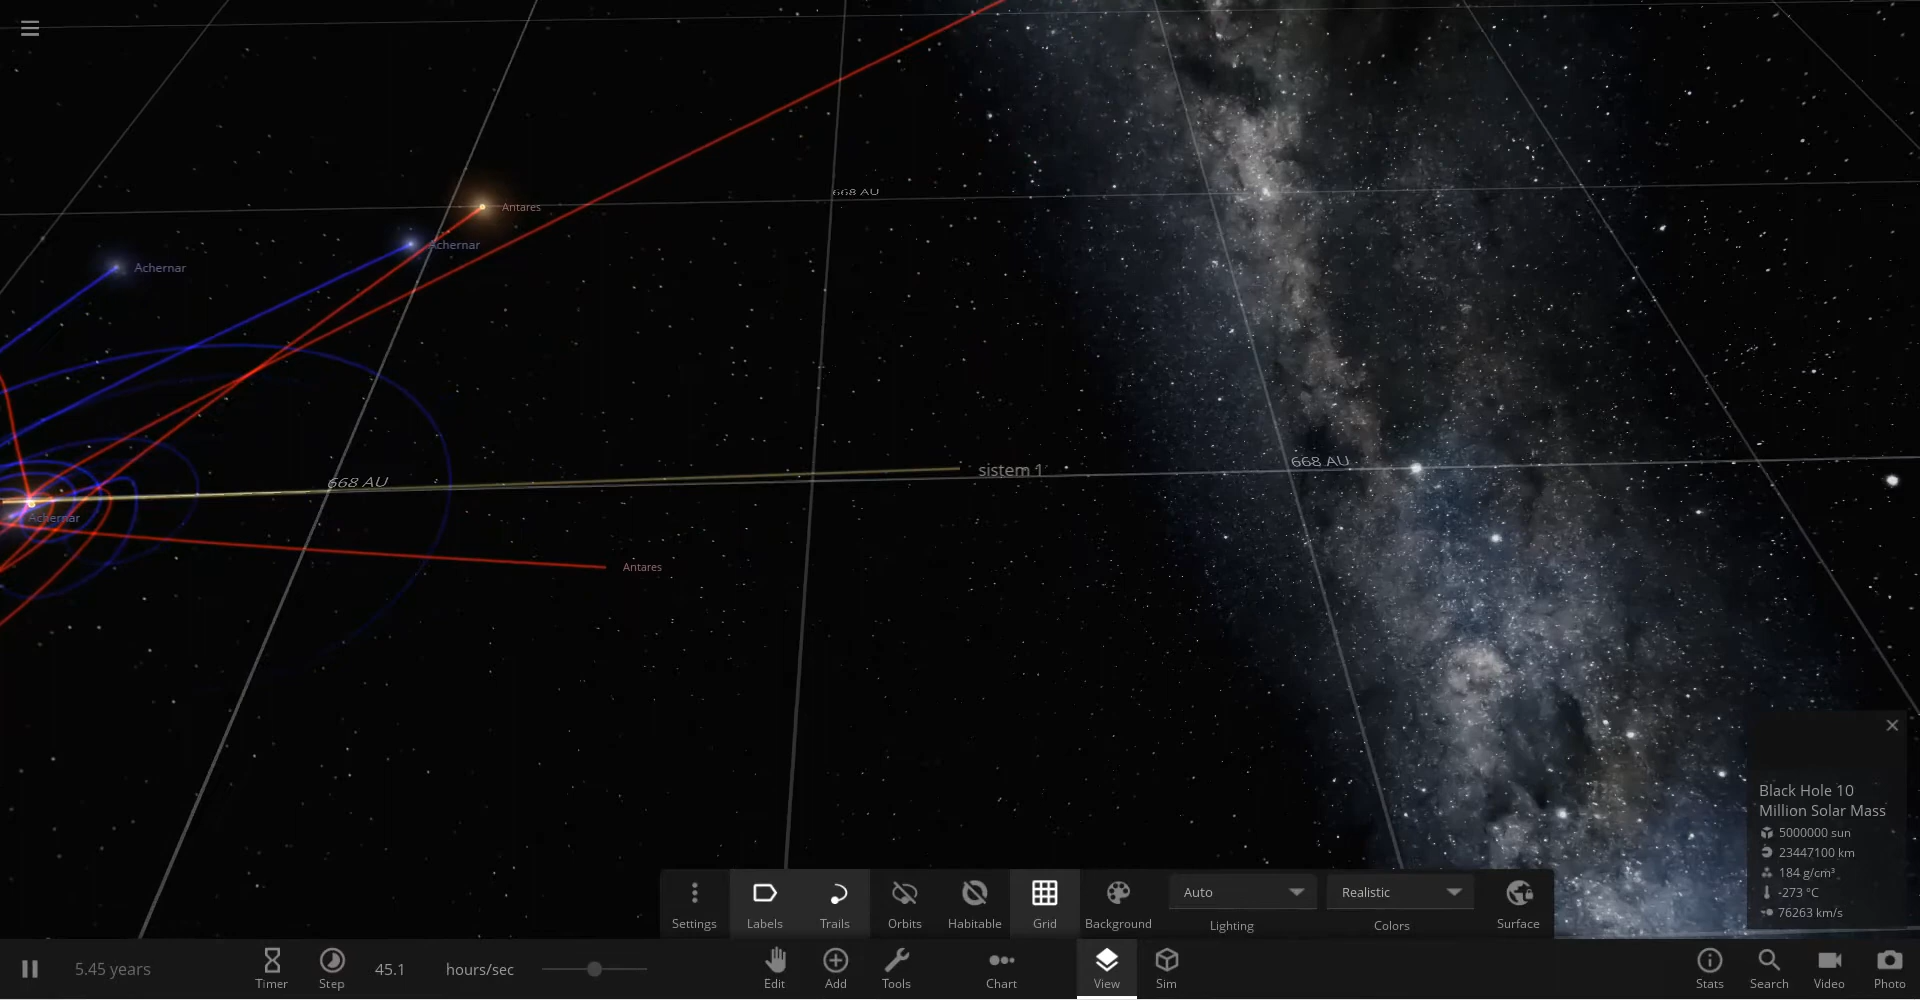 668 AU
Antares
Achernar
Achernar
668 AU
sistem 1
668 AU
Achernar
Antares
Black Hole 10
Million Solar Mass
5000000 sun
23447100 km
184 g/cm³
-273 °C
76263 km/s
Settings
Labels
Trails
Orbits
Habitable
Grid
Background
Auto
Lighting
Realistic
Colors
Surface
5.45 years
Timer
Step
45.1
hours/sec
Edit
Add
Tools
Chart
View
Sim
Stats
Search
Video
Photo